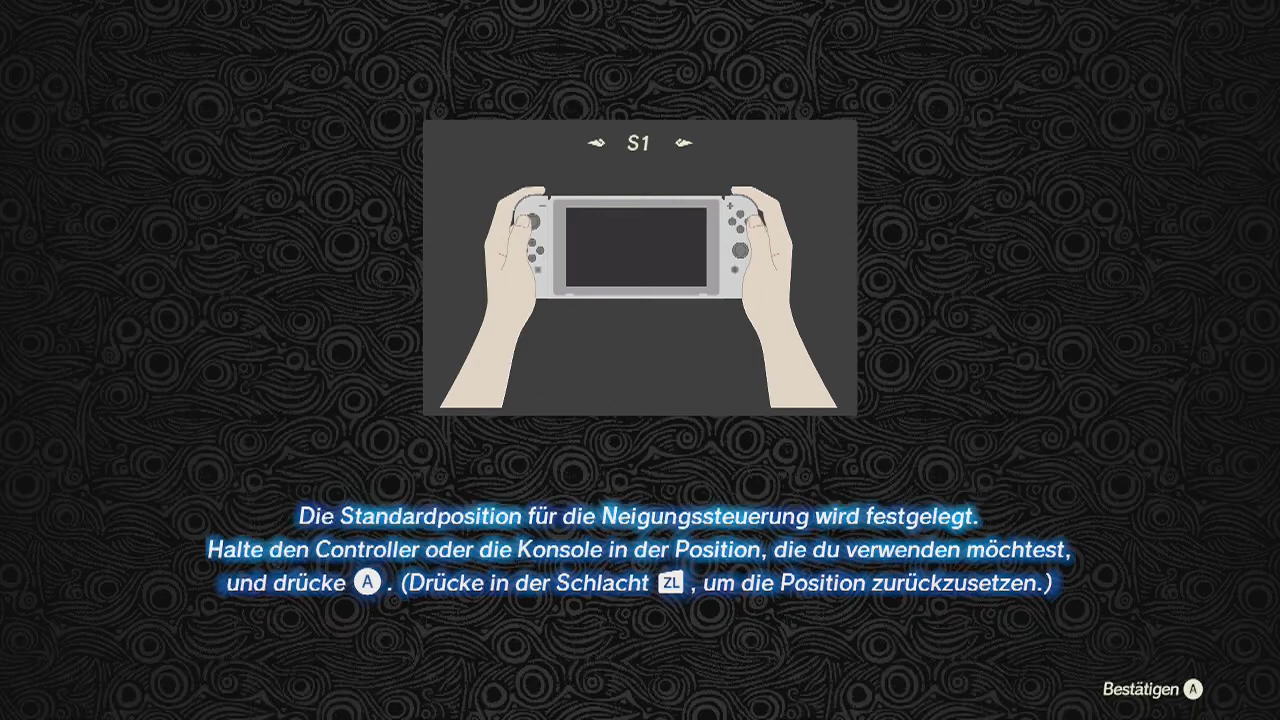 S1
Die Standardposition für die Neigungssteuerung wird festgelegt.
Halte den Controller oder die Konsole in der Position, die du verwenden möchtest,
und drücke A . (Drücke in der Schlacht ZL , um die Position zurückzusetzen.)
Bestätigen A